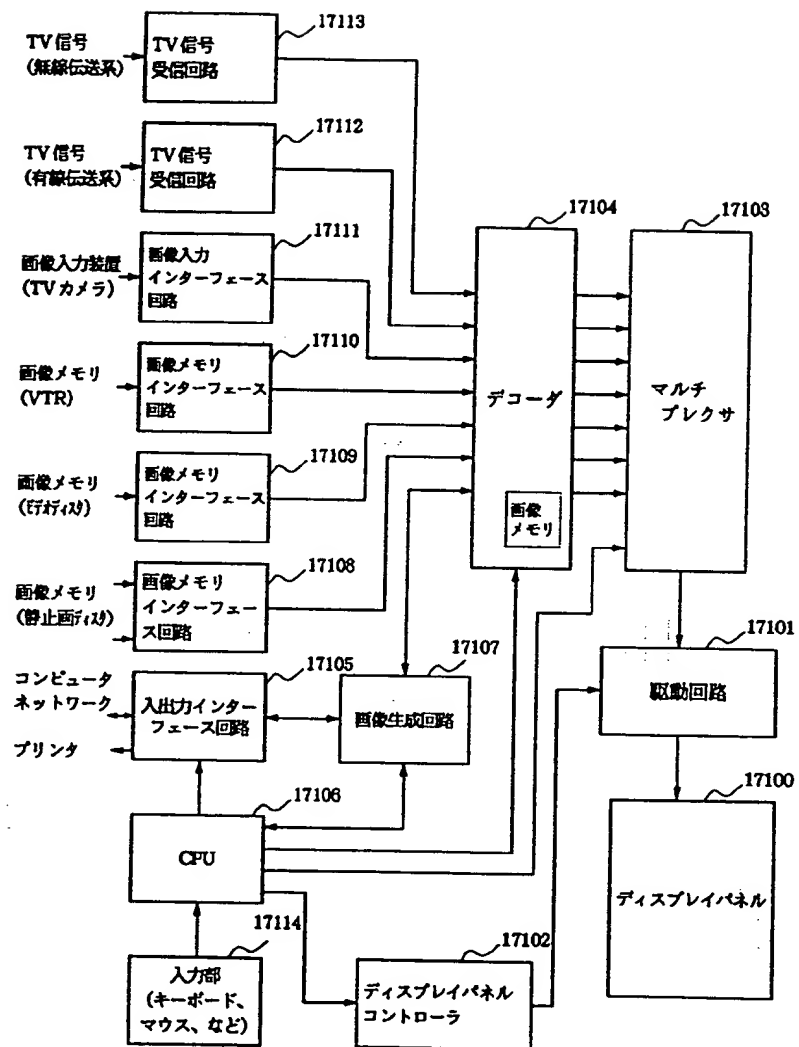 17113
TV信号
(無線伝送系)
TV信号
受信回路
17112
TV信号
(有線伝送系)
TV信号
受信回路
17111
画像入力装置
(TVカメラ)
画像入力
インターフェース
回路
17110
画像メモリ
(VTR)
画像メモリ
インターフェース
回路
17109
画像メモリ
(ビデオディスク)
画像メモリ
インターフェース
回路
17108
画像メモリ
(静止画ディスク)
画像メモリ
インターフェー
ス回路
17104
デコーダ
画像
メモリ
17103
マルチ
プレクサ
17105
コンピュータ
ネットワーク
プリンタ
入出力インター
フェース回路
17107
画像生成回路
17101
駆動回路
17106
CPU
17100
ディスプレイパネル
17114
入力部
(キーボード、
マウス、など)
17102
ディスプレイパネル
コントローラ